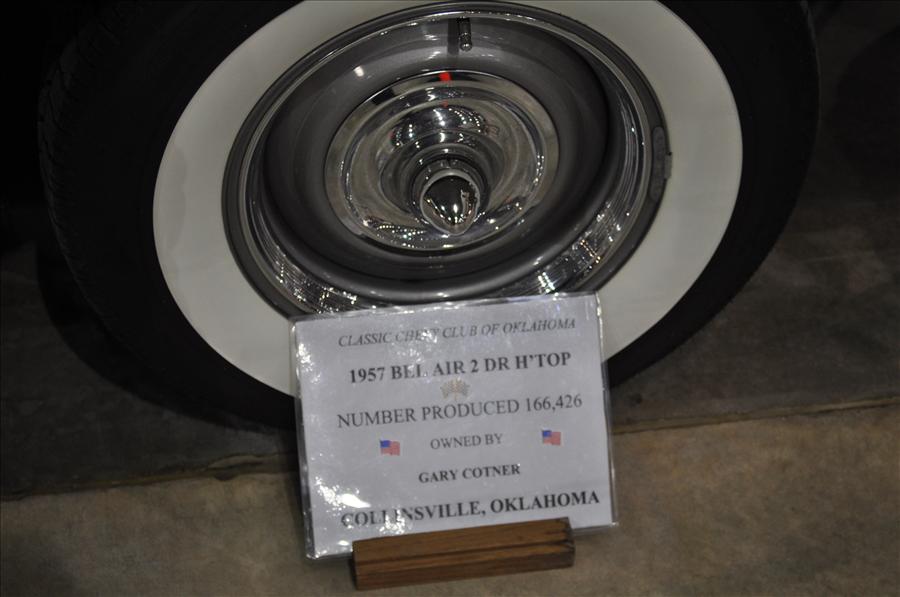 CLASSIC CHEVY CLUB OF OKLAHOMA
1957 BEL AIR 2 DR H'TOP
NUMBER PRODUCED 166,426
OWNED BY
GARY COTNER
COLLINSVILLE, OKLAHOMA